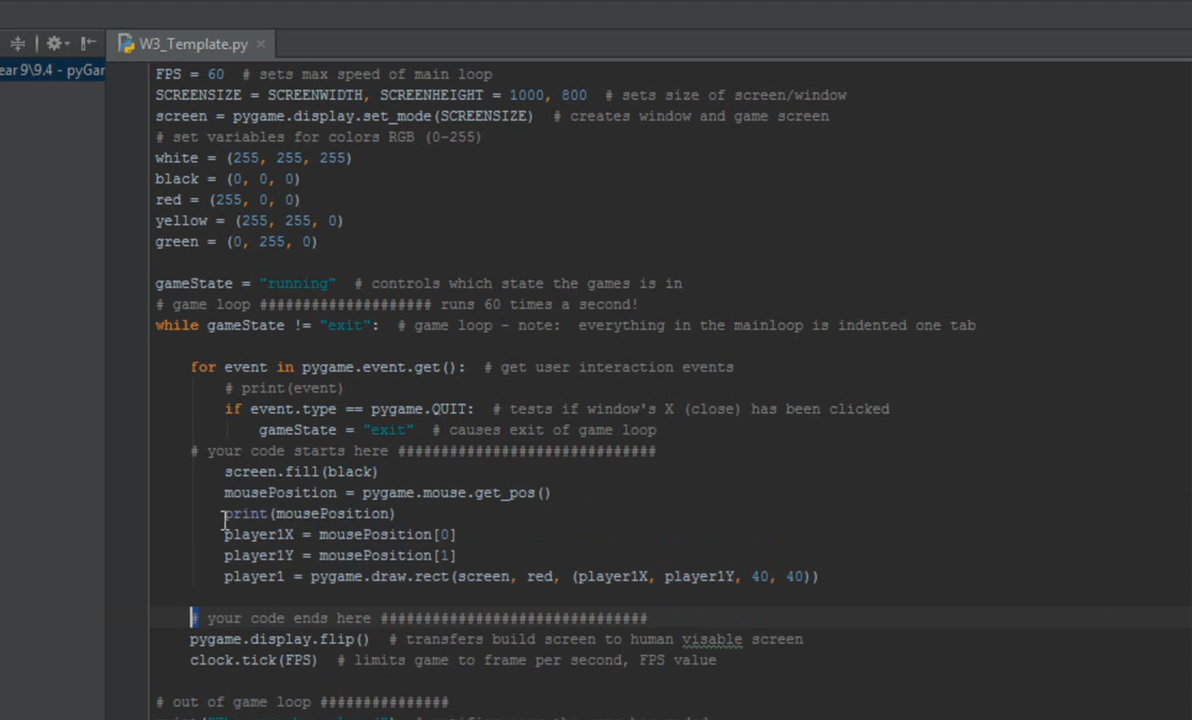 W3_Template.py ×
ear 9\9.4 - pyGar
FPS = 60  # sets max speed of main loop
SCREENSIZE = SCREENWIDTH, SCREENHEIGHT = 1000, 800  # sets size of screen/window
screen = pygame.display.set_mode(SCREENSIZE)  # creates window and game screen
# set variables for colors RGB (0-255)
white = (255, 255, 255)
black = (0, 0, 0)
red = (255, 0, 0)
yellow = (255, 255, 0)
green = (0, 255, 0)
gameState = "running"  # controls which state the games is in
# game loop #################### runs 60 times a second!
while gameState != "exit":  # game loop - note:  everything in the mainloop is indented one tab
for event in pygame.event.get():  # get user interaction events
# print(event)
if event.type == pygame.QUIT:  # tests if window's X (close) has been clicked
gameState = "exit"  # causes exit of game loop
# your code starts here ##############################
screen.fill(black)
mousePosition = pygame.mouse.get_pos()
print(mousePosition)
player1X = mousePosition[0]
player1Y = mousePosition[1]
player1 = pygame.draw.rect(screen, red, (player1X, player1Y, 40, 40))
# your code ends here ###############################
pygame.display.flip()  # transfers build screen to human visable screen
clock.tick(FPS)  # limits game to frame per second, FPS value
# out of game loop ###############